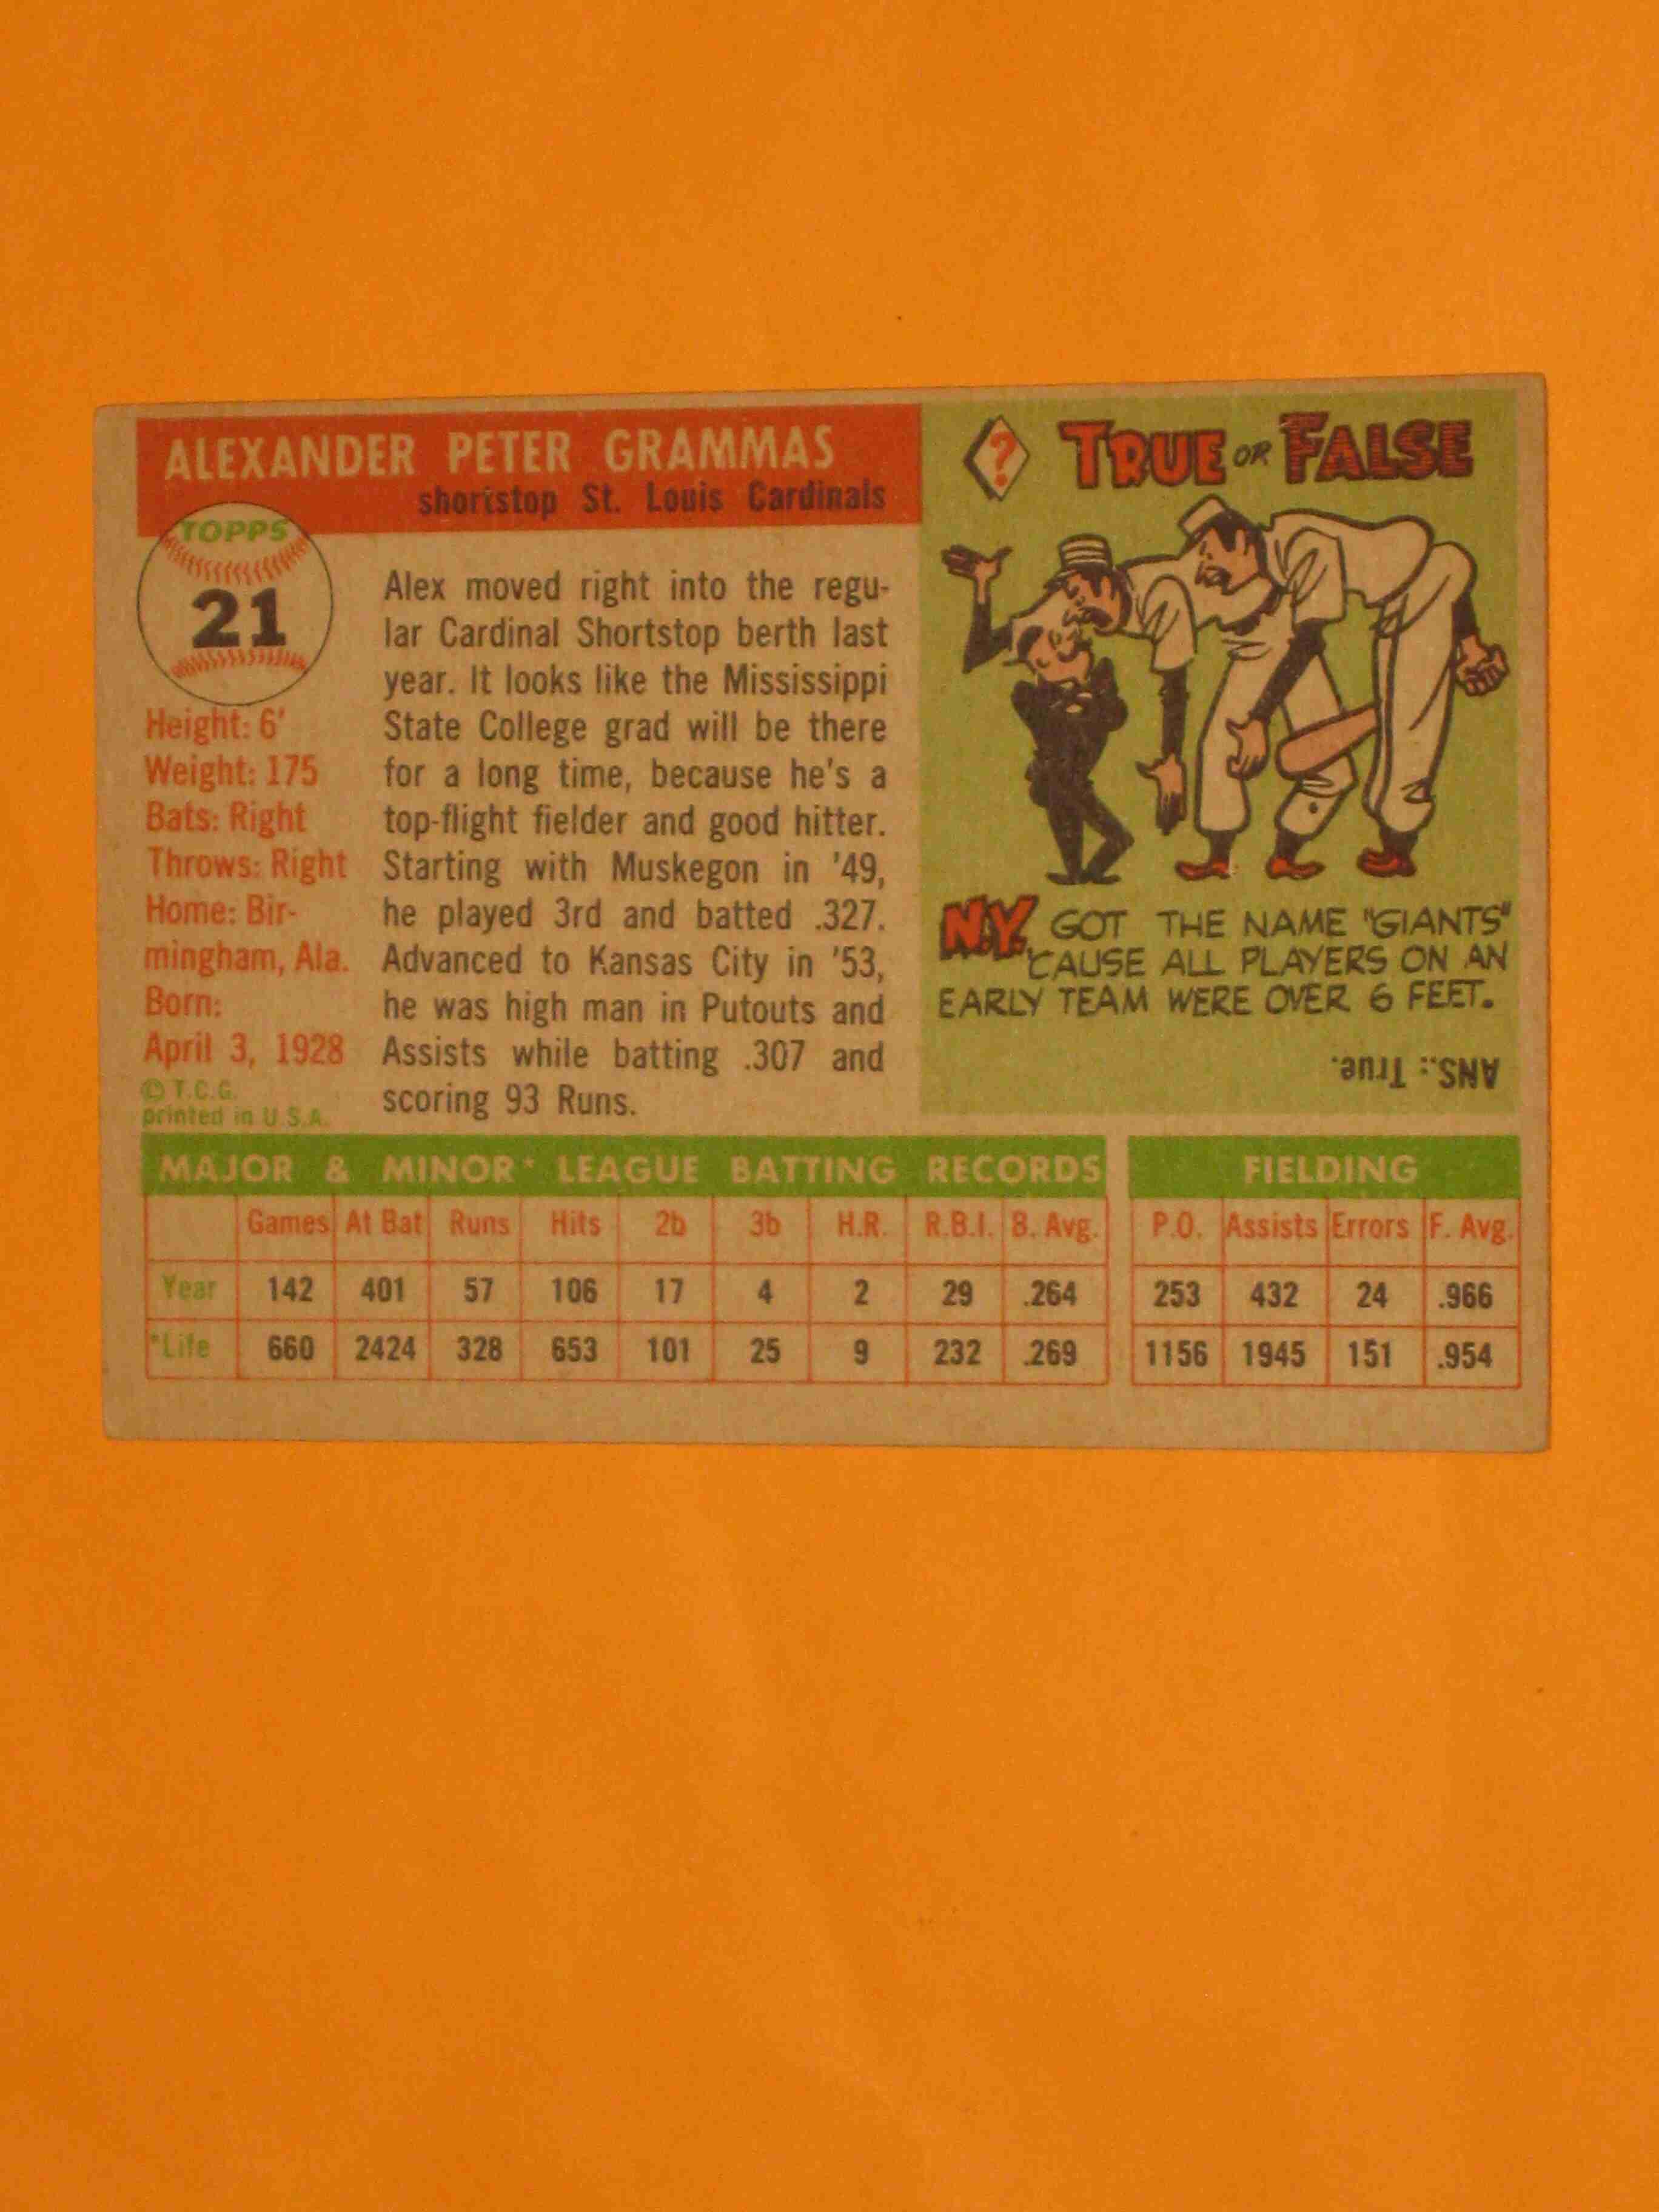 ALEXANDER PETER GRAMMAS
shortstop St. Louis Cardinals
TOPPS
21
Height: 6'
Weight: 175
Bats: Right
Throws: Right
Home: Bir-
mingham, Ala.
Born:
April 3, 1928
© T.C.G.
printed in U.S.A.
Alex moved right into the regu-
lar Cardinal Shortstop berth last
year. It looks like the Mississippi
State College grad will be there
for a long time, because he's a
top-flight fielder and good hitter.
Starting with Muskegon in '49,
he played 3rd and batted .327.
Advanced to Kansas City in '53,
he was high man in Putouts and
Assists while batting .307 and
scoring 93 Runs.
? TRUE OR FALSE
N.Y. GOT THE NAME "GIANTS"
'CAUSE ALL PLAYERS ON AN
EARLY TEAM WERE OVER 6 FEET.
ANS.: True.
MAJOR & MINOR* LEAGUE BATTING RECORDS
Games At Bat Runs Hits 2b 3b H.R. R.B.I. B. Avg.
Year 142 401 57 106 17 4 2 29 .264
*Life 660 2424 328 653 101 25 9 232 .269
FIELDING
P.O. Assists Errors F. Avg.
253 432 24 .966
1156 1945 151 .954